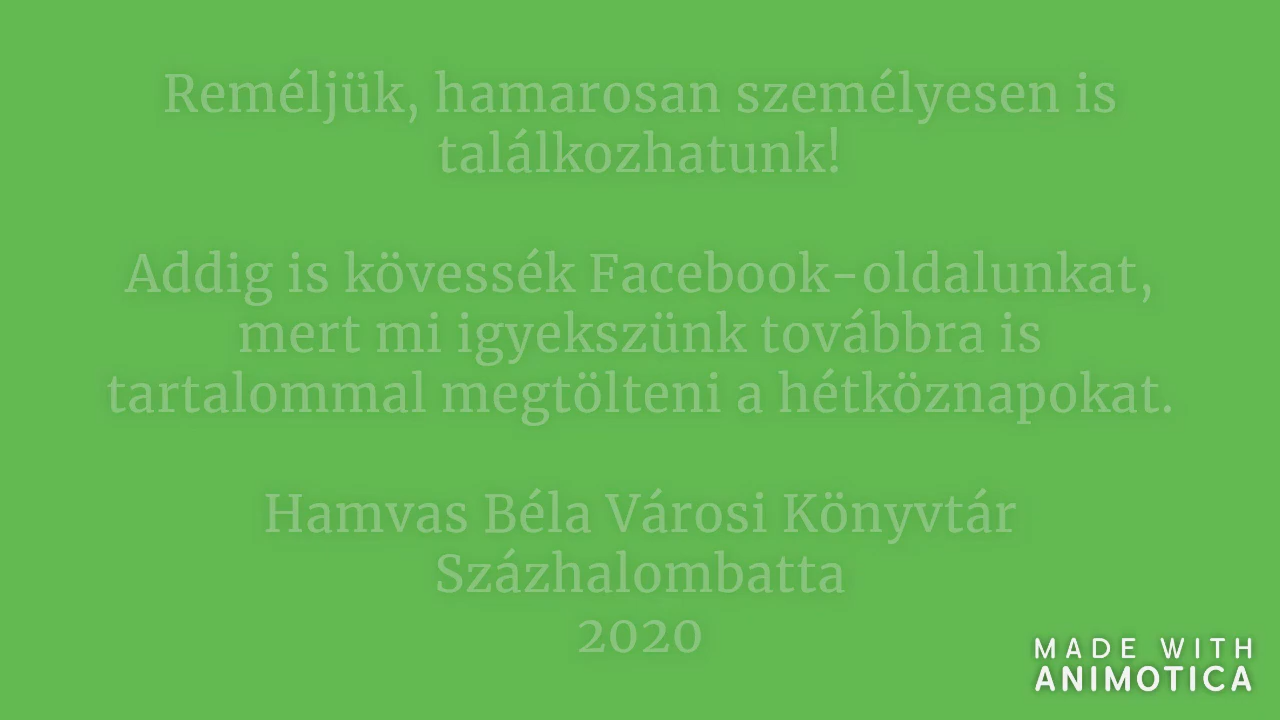 Reméljük, hamarosan személyesen is
találkozhatunk!
Addig is kövessék Facebook-oldalunkat,
mert mi igyekszünk továbbra is
tartalommal megtölteni a hétköznapokat.
Hamvas Béla Városi Könyvtár
Százhalombatta
2020
MADE WITH
ANIMOTICA